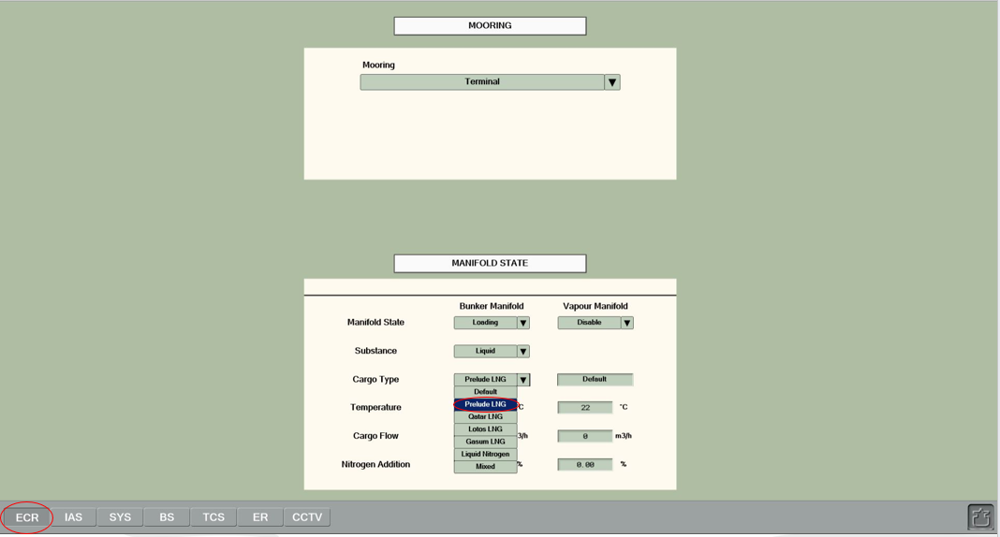 MOORING
Mooring
Terminal ▼
MANIFOLD STATE
Bunker Manifold Vapour Manifold
Manifold State Loading ▼ Disable ▼
Substance Liquid ▼
Cargo Type Prelude LNG ▼ Default
Default
Temperature Prelude LNG °C 22 °C
Qatar LNG
Lotos LNG
Cargo Flow 3/h 0 m3/h
Gasum LNG
Liquid Nitrogen
Nitrogen Addition Mixed % 0.00 %
ECR IAS SYS BS TCS ER CCTV